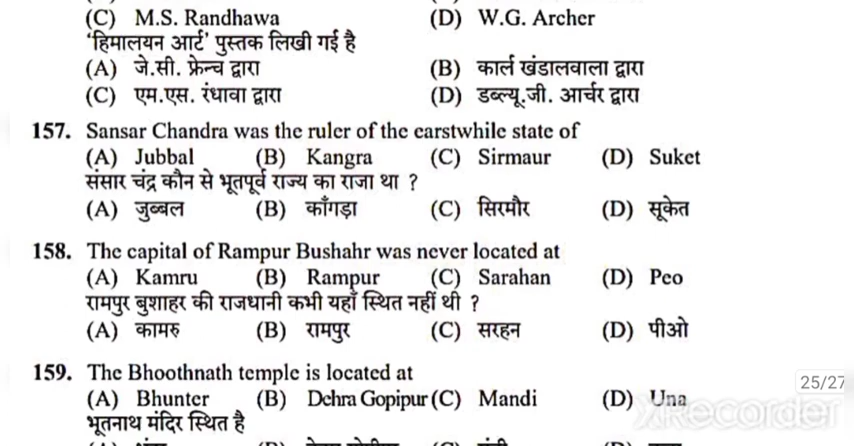 (C) M.S. Randhawa (D) W.G. Archer
'हिमालयन आर्ट' पुस्तक लिखी गई है
(A) जे.सी. फ्रेन्च द्वारा (B) कार्ल खंडालवाला द्वारा
(C) एम.एस. रंधावा द्वारा (D) डब्ल्यू.जी. आर्चर द्वारा
157. Sansar Chandra was the ruler of the earstwhile state of
(A) Jubbal (B) Kangra (C) Sirmaur (D) Suket
संसार चंद्र कौन से भूतपूर्व राज्य का राजा था ?
(A) जुब्बल (B) काँगड़ा (C) सिरमौर (D) सूकेत
158. The capital of Rampur Bushahr was never located at
(A) Kamru (B) Rampur (C) Sarahan (D) Peo
रामपुर बुशाहर की राजधानी कभी यहाँ स्थित नहीं थी ?
(A) कामरु (B) रामपुर (C) सरहन (D) पीओ
159. The Bhoothnath temple is located at
(A) Bhunter (B) Dehra Gopipur (C) Mandi (D) Una
भूतनाथ मंदिर स्थित है
25/27
XRecorder